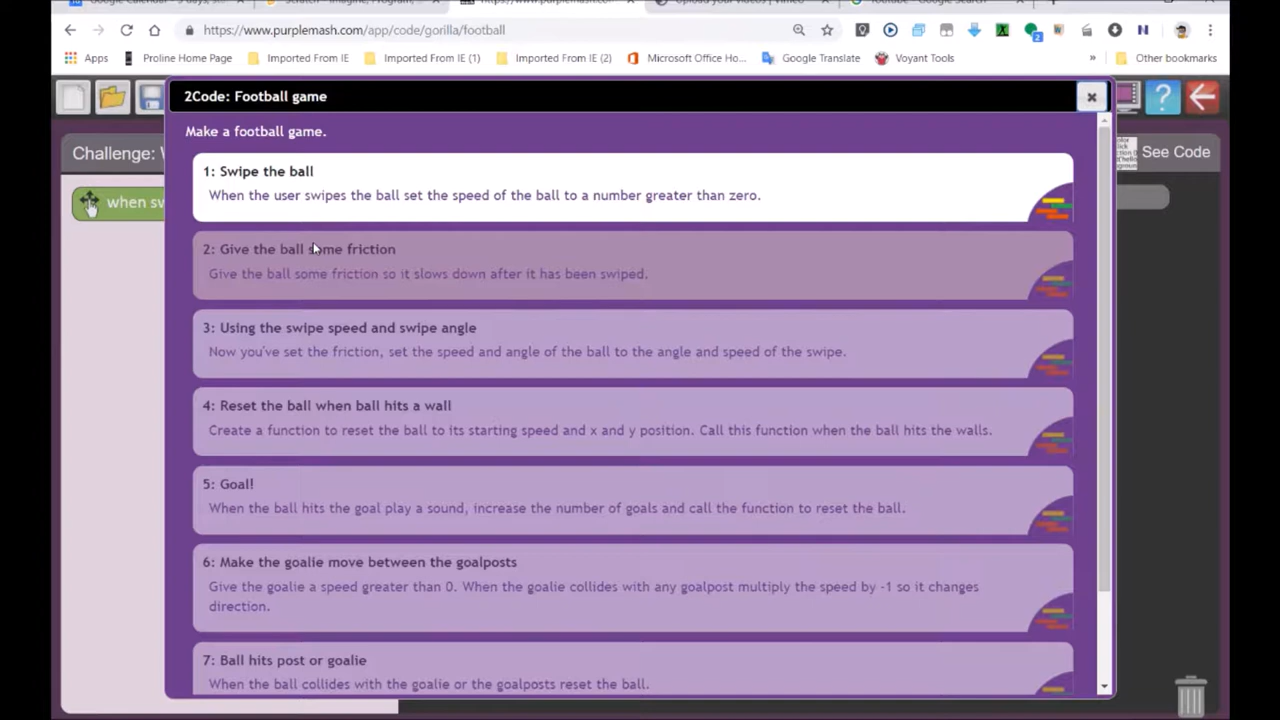 https://www.purplemash.com/app/code/gorilla/football
Apps
Proline Home Page
Imported From IE
Imported From IE (1)
Imported From IE (2)
Microsoft Office Ho...
Google Translate
Voyant Tools
»
Other bookmarks
2Code: Football game
Make a football game.
Challenge:
See Code
1: Swipe the ball
When the user swipes the ball set the speed of the ball to a number greater than zero.
when sw
2: Give the ball some friction
Give the ball some friction so it slows down after it has been swiped.
3: Using the swipe speed and swipe angle
Now you've set the friction, set the speed and angle of the ball to the angle and speed of the swipe.
4: Reset the ball when ball hits a wall
Create a function to reset the ball to its starting speed and x and y position. Call this function when the ball hits the walls.
5: Goal!
When the ball hits the goal play a sound, increase the number of goals and call the function to reset the ball.
6: Make the goalie move between the goalposts
Give the goalie a speed greater than 0. When the goalie collides with any goalpost multiply the speed by -1 so it changes
direction.
7: Ball hits post or goalie
When the ball collides with the goalie or the goalposts reset the ball.